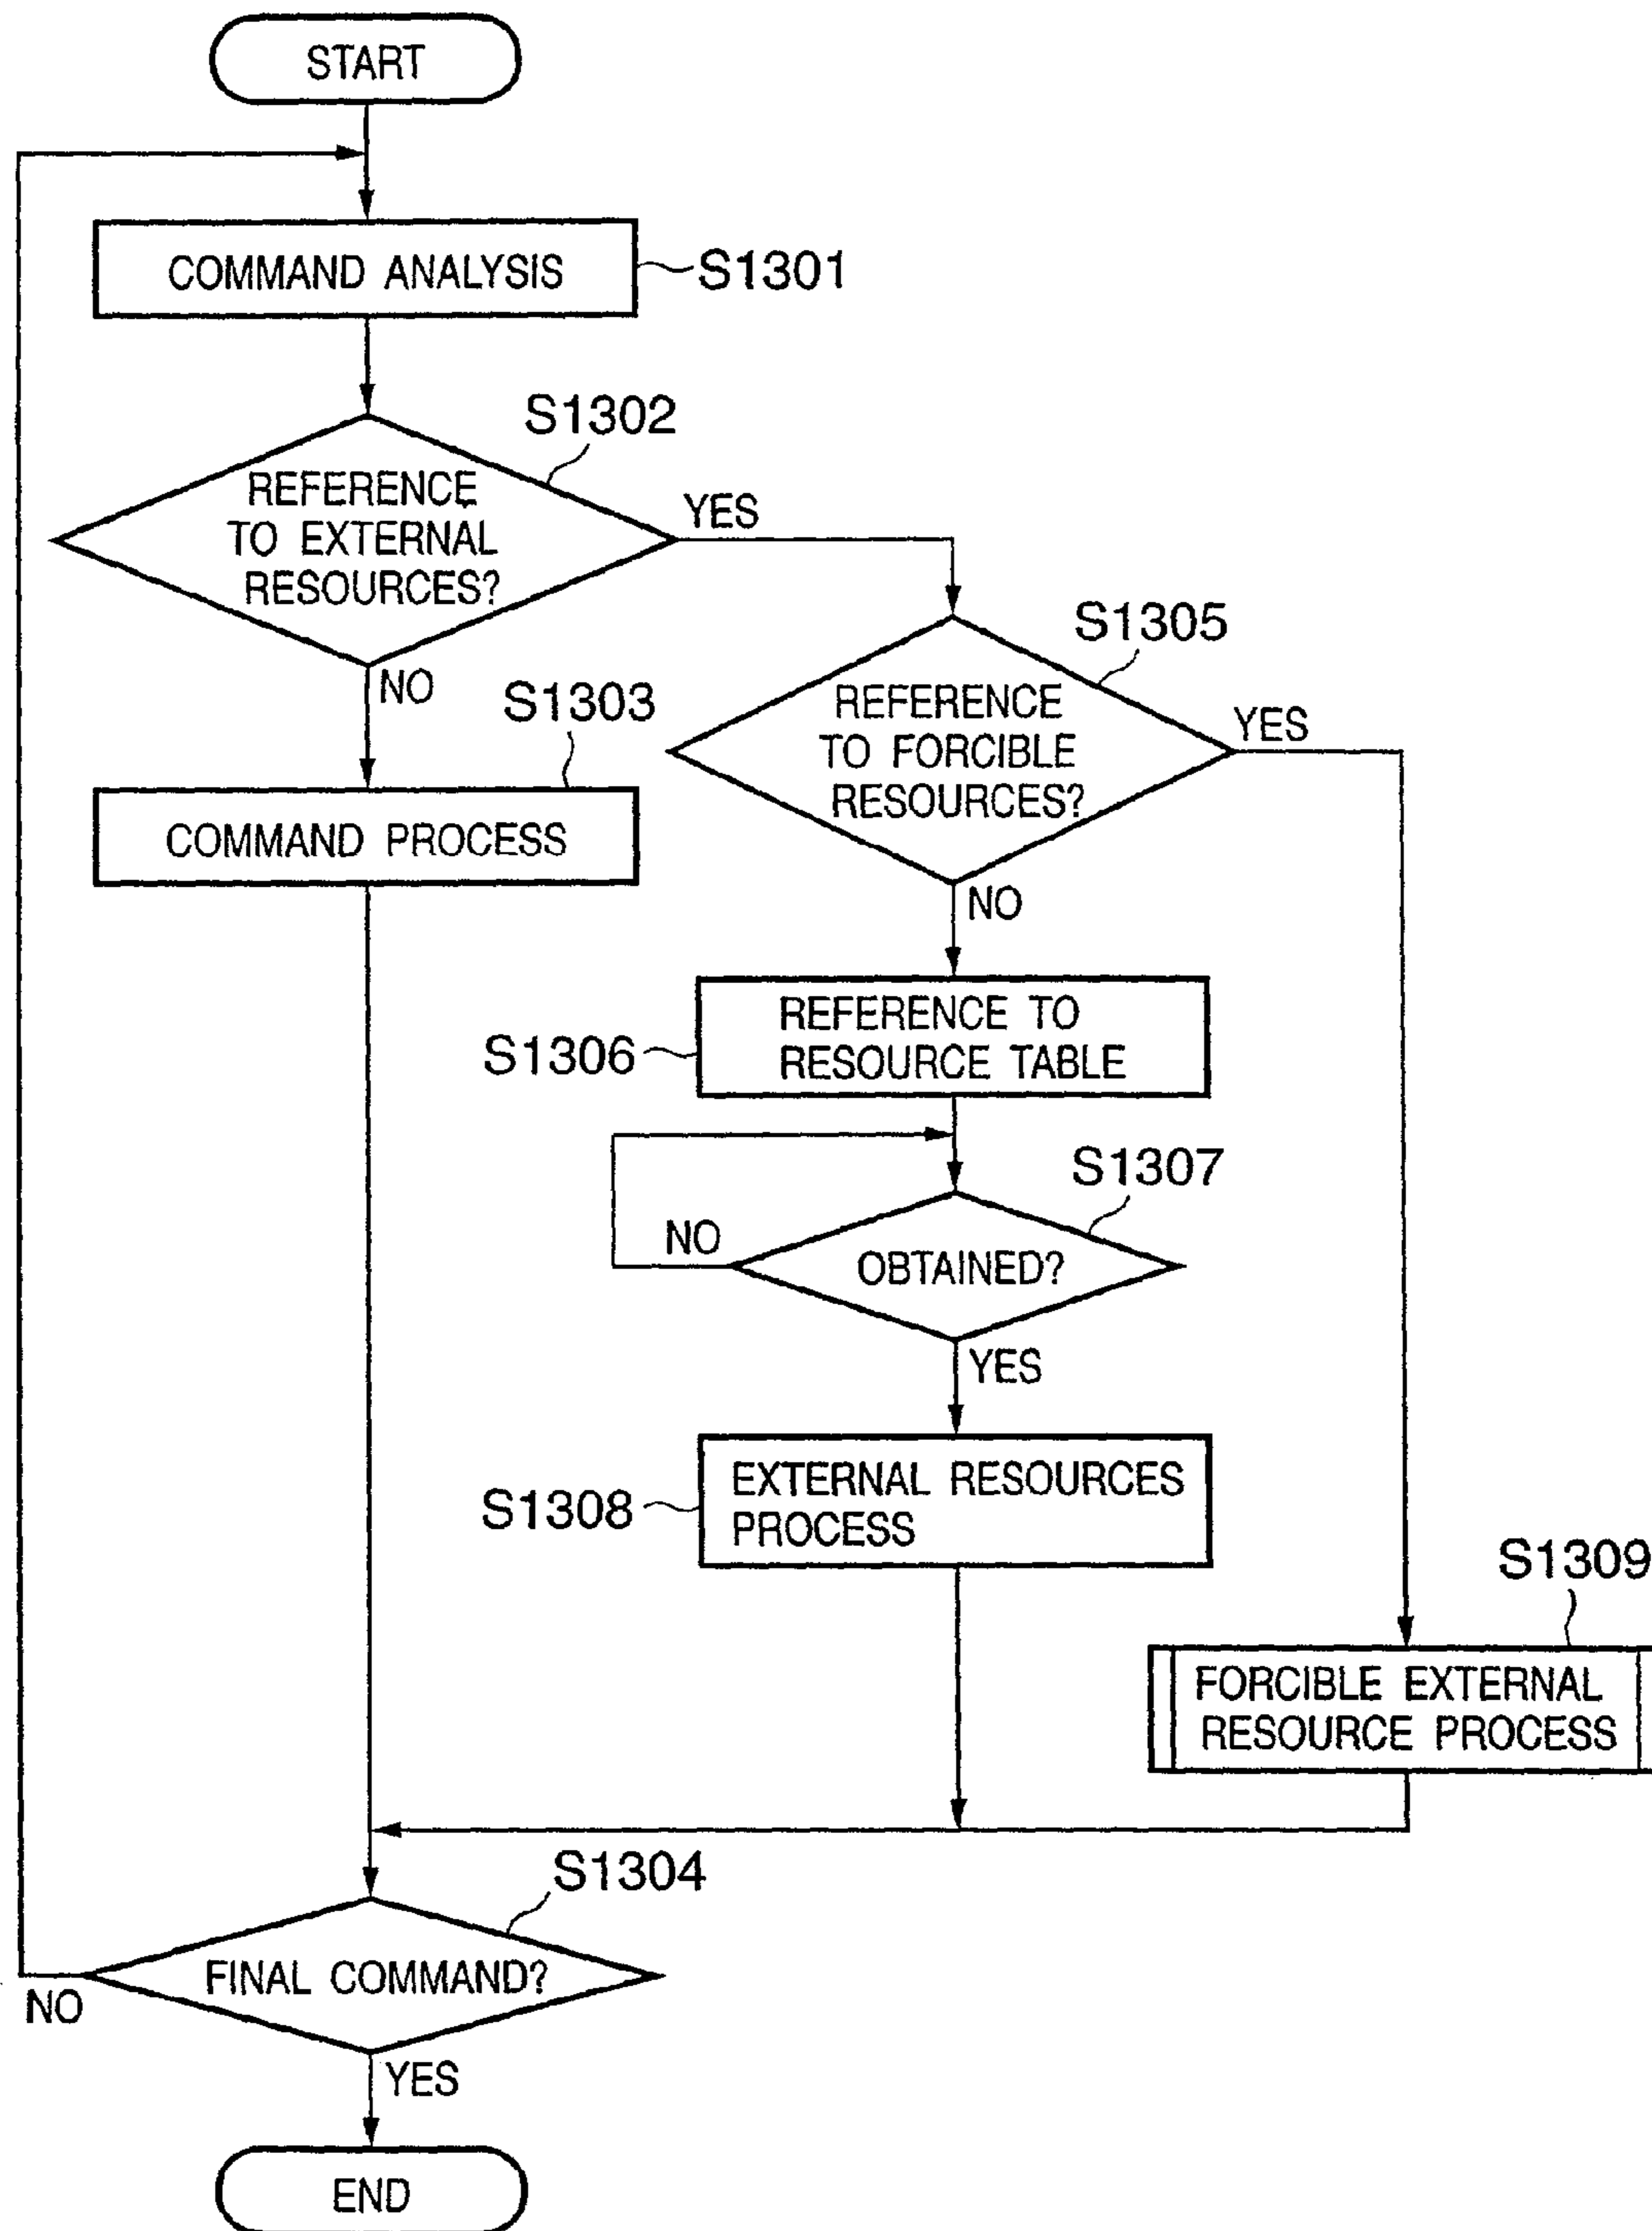 START
COMMAND ANALYSIS
S1301
S1302
REFERENCE
TO EXTERNAL
RESOURCES?
YES
NO
S1303
COMMAND PROCESS
S1305
REFERENCE
TO FORCIBLE
RESOURCES?
YES
NO
S1306
REFERENCE TO
RESOURCE TABLE
S1307
NO
OBTAINED?
YES
S1308
EXTERNAL RESOURCES
PROCESS
S1309
FORCIBLE EXTERNAL
RESOURCE PROCESS
S1304
FINAL COMMAND?
NO
YES
END